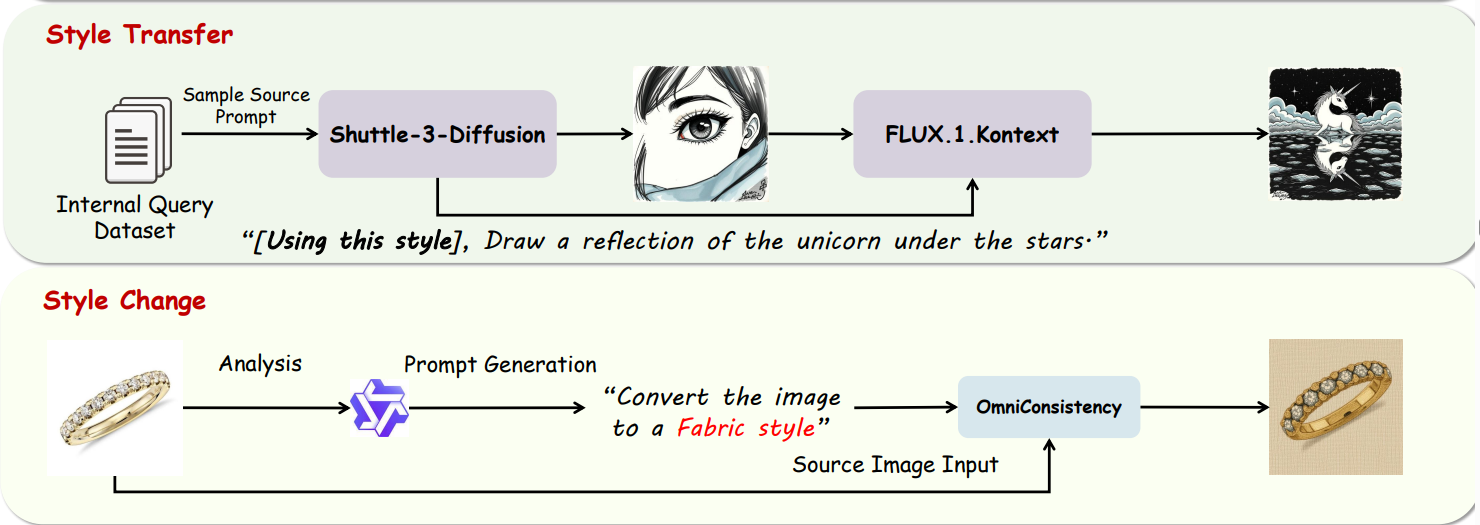 Style Transfer
Sample Source
Prompt
Shuttle-3-Diffusion
FLUX.1.Kontext
Internal Query
Dataset
“[Using this style], Draw a reflection of the unicorn under the stars.”
Style Change
Analysis
Prompt Generation
“Convert the image
to a Fabric style”
OmniConsistency
Source Image Input